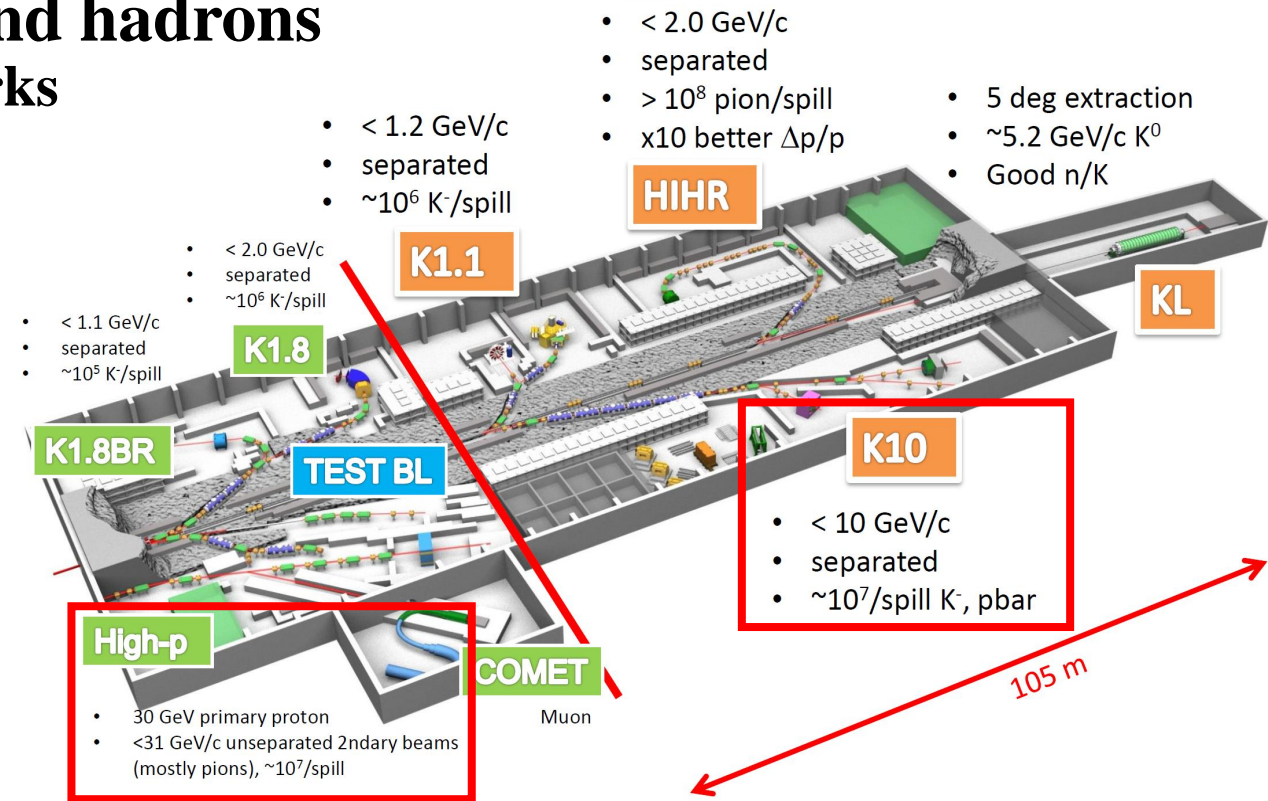 nd hadrons
rks
• < 2.0 GeV/c
• separated
• > 10⁸ pion/spill
• x10 better Δp/p
HIHR
• 5 deg extraction
• ~5.2 GeV/c K⁰
• Good n/K
KL
• < 1.2 GeV/c
• separated
• ~10⁶ K⁻/spill
K1.1
• < 2.0 GeV/c
• separated
• ~10⁶ K⁻/spill
K1.8
• < 1.1 GeV/c
• separated
• ~10⁵ K⁻/spill
K1.8BR
TEST BL
K10
• < 10 GeV/c
• separated
• ~10⁷/spill K⁻, pbar
105 m
High-p
• 30 GeV primary proton
• <31 GeV/c unseparated 2ndary beams
(mostly pions), ~10⁷/spill
COMET
Muon